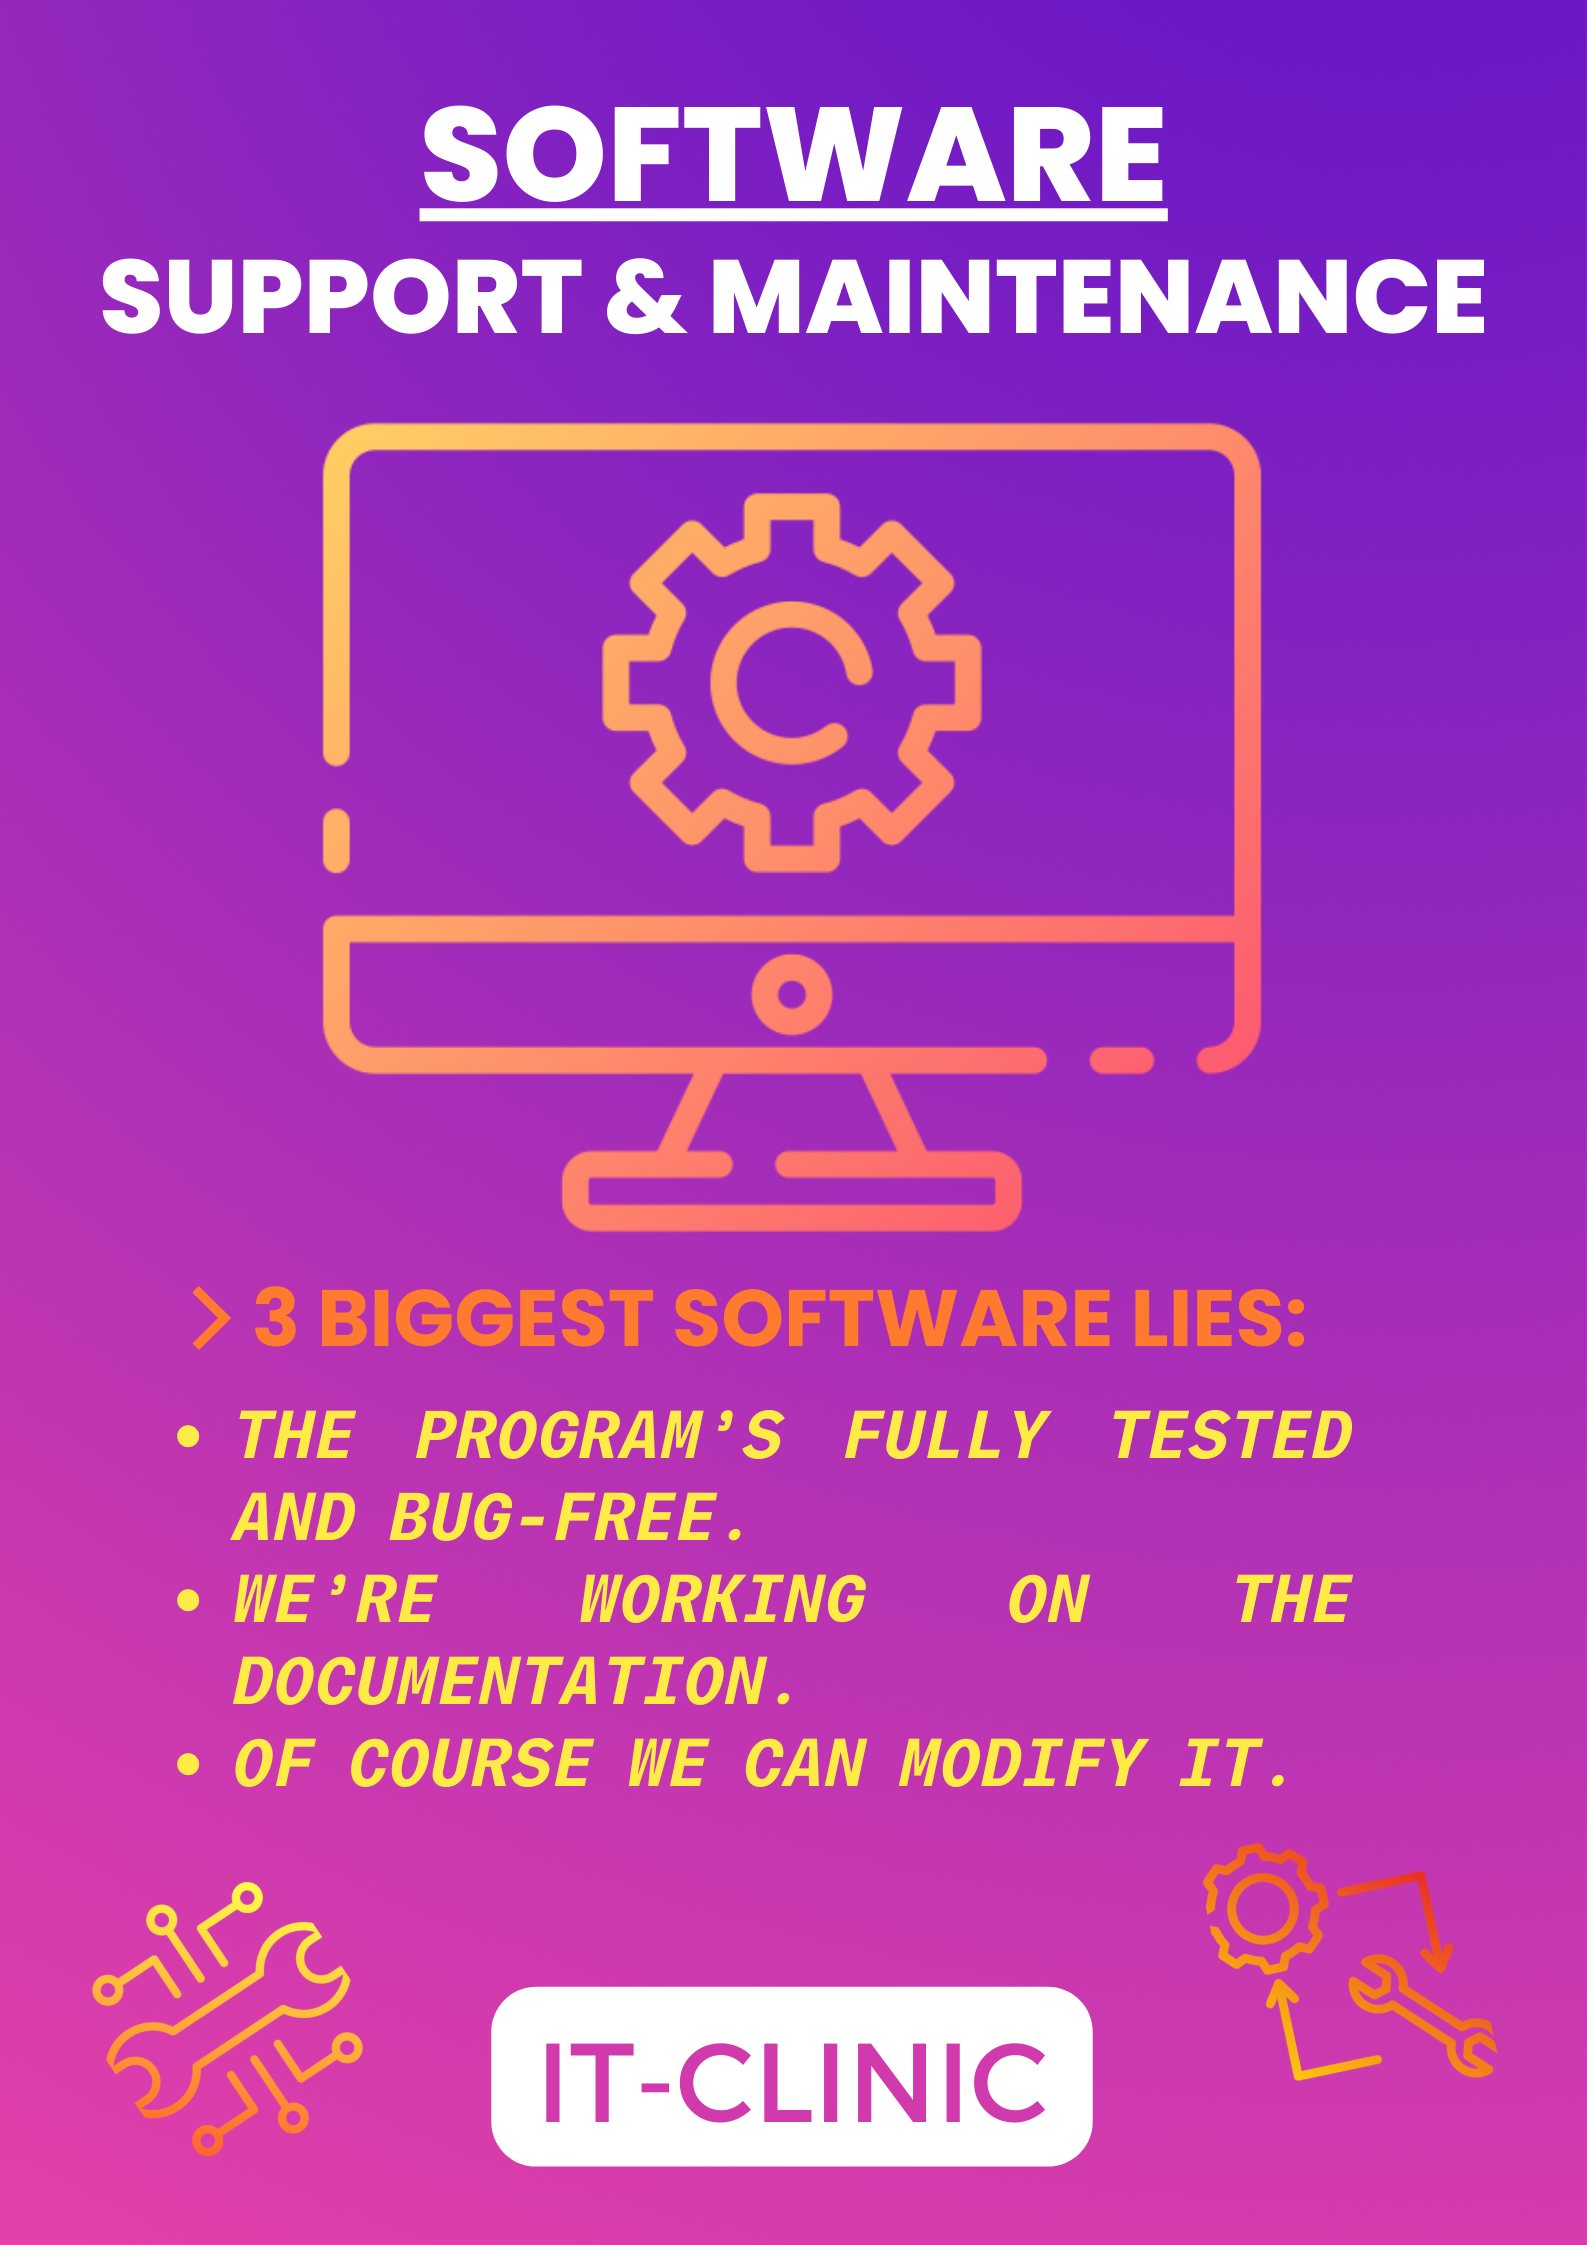 SOFTWARE
SUPPORT & MAINTENANCE
> 3 BIGGEST SOFTWARE LIES:
• THE PROGRAM’S FULLY TESTED
AND BUG-FREE.
• WE’RE WORKING ON THE
DOCUMENTATION.
• OF COURSE WE CAN MODIFY IT.
IT-CLINIC